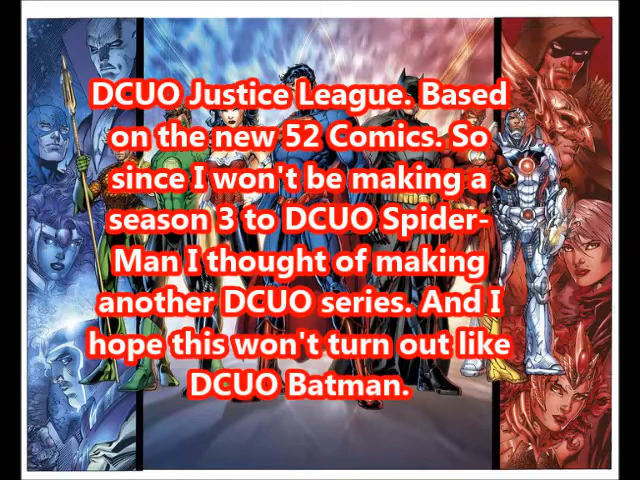 DCUO Justice League. Based
on the new 52 Comics. So
since I won't be making a
season 3 to DCUO Spider-
Man I thought of making
another DCUO series. And I
hope this won't turn out like
DCUO Batman.